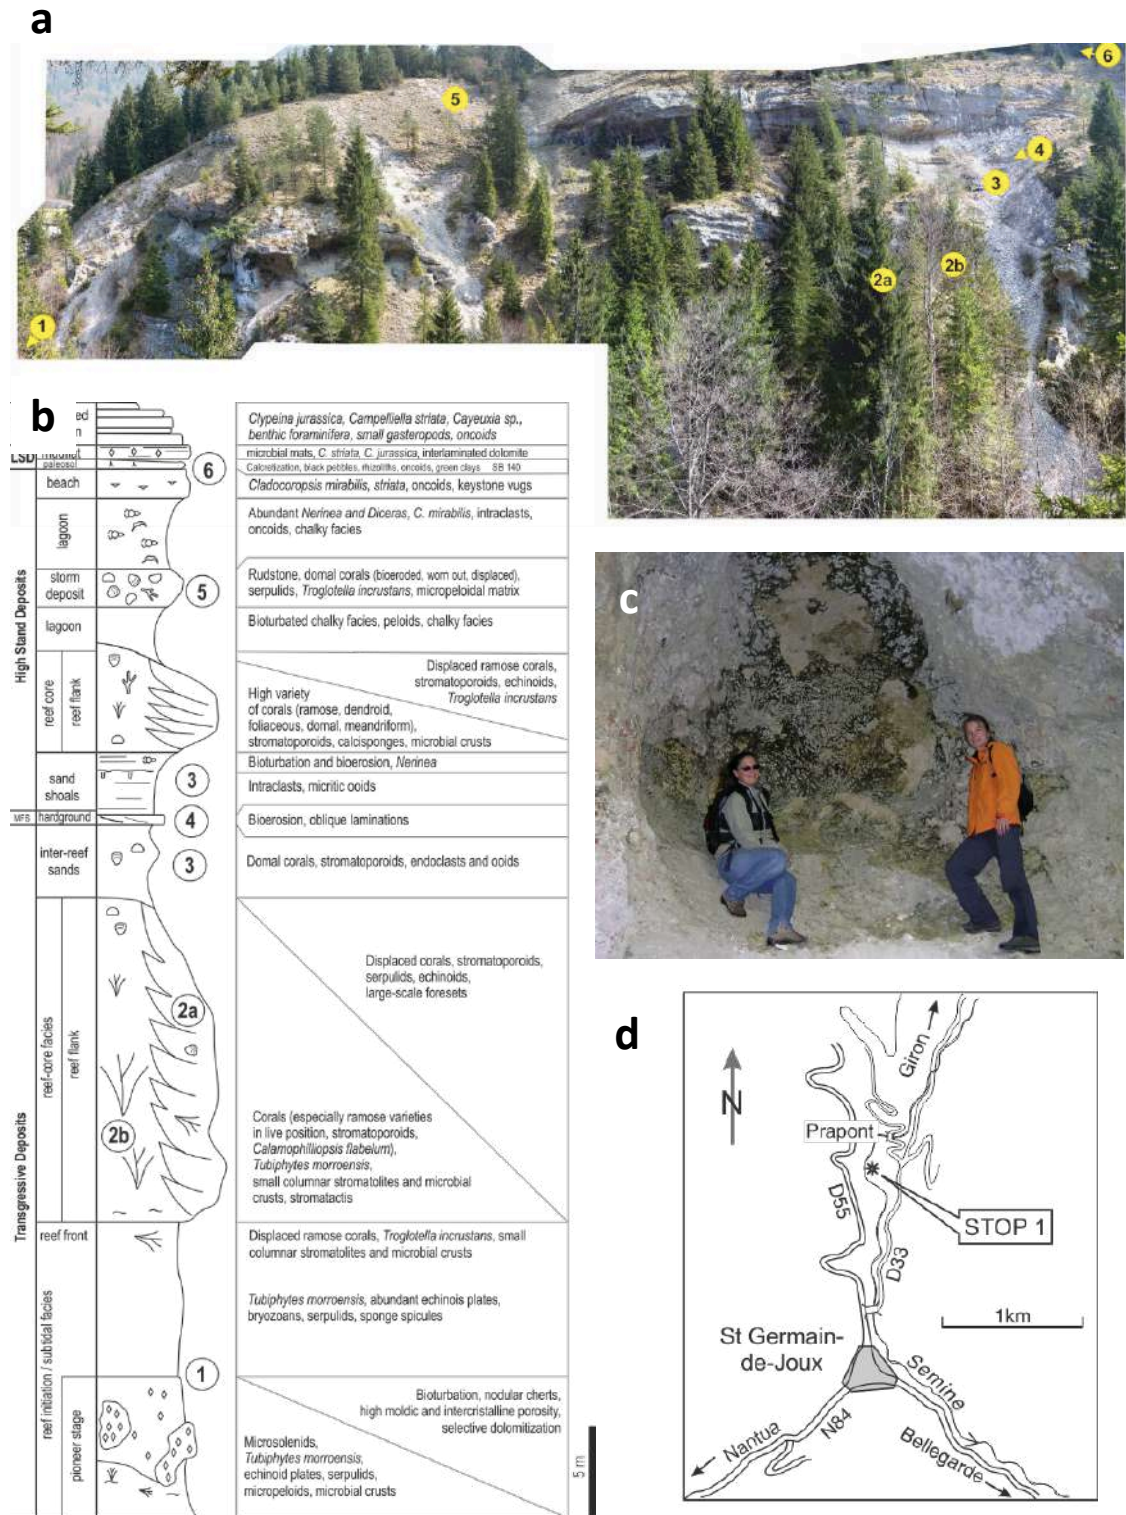 a
6
5
4
3
2b
2a
1
b
ed
n
Clypeina jurassica, Campelliella striata, Cayeuxia sp.,
benthic foraminifera, small gasteropods, oncoids
LSD
microbial mats, C. striata, C. jurassica, interlaminated dolomite
paleosol
Calcretization, black pebbles, rhizoliths, oncoids, green clays SB 140
6
beach
Cladocoropsis mirabilis, striata, oncoids, keystone vugs
lagoon
Abundant Nerinea and Diceras, C. mirabilis, intraclasts,
oncoids, chalky facies
High Stand Deposits
storm
deposit
5
Rudstone, domal corals (bioeroded, worn out, displaced),
serpulids, Troglotella incrustans, micropeloidal matrix
lagoon
Bioturbated chalky facies, peloids, chalky facies
reef core
reef flank
Displaced ramose corals,
stromatoporoids, echinoids,
Troglotella incrustans
High variety
of corals (ramose, dendroid,
foliaceous, domal, meandriform),
stromatoporoids, calcisponges, microbial crusts
sand
shoals
3
Bioturbation and bioerosion, Nerinea
Intraclasts, micritic ooids
MFS
hardground
4
Bioerosion, oblique laminations
inter-reef
sands
3
Domal corals, stromatoporoids, endoclasts and ooids
Transgressive Deposits
reef-core facies
reef flank
2a
2b
Displaced corals, stromatoporoids,
serpulids, echinoids,
large-scale foresets
Corals (especially ramose varieties
in live position, stromatoporoids,
Calamophilliopsis flabelum),
Tubiphytes morroensis,
small columnar stromatolites and microbial
crusts, stromatactis
reef initiation / subtidal facies
reef front
Displaced ramose corals, Troglotella incrustans, small
columnar stromatolites and microbial crusts
Tubiphytes morroensis, abundant echinois plates,
bryozoans, serpulids, sponge spicules
1
pioneer stage
Bioturbation, nodular cherts,
high moldic and intercristalline porosity,
selective dolomitization
Microsolenids,
Tubiphytes morroensis,
echinoid plates, serpulids,
micropeloids, microbial crusts
5 m
c
d
N
Giron
Prapont
D55
STOP 1
D33
1km
St Germain-
de-Joux
Semine
Nantua
N84
Bellegarde